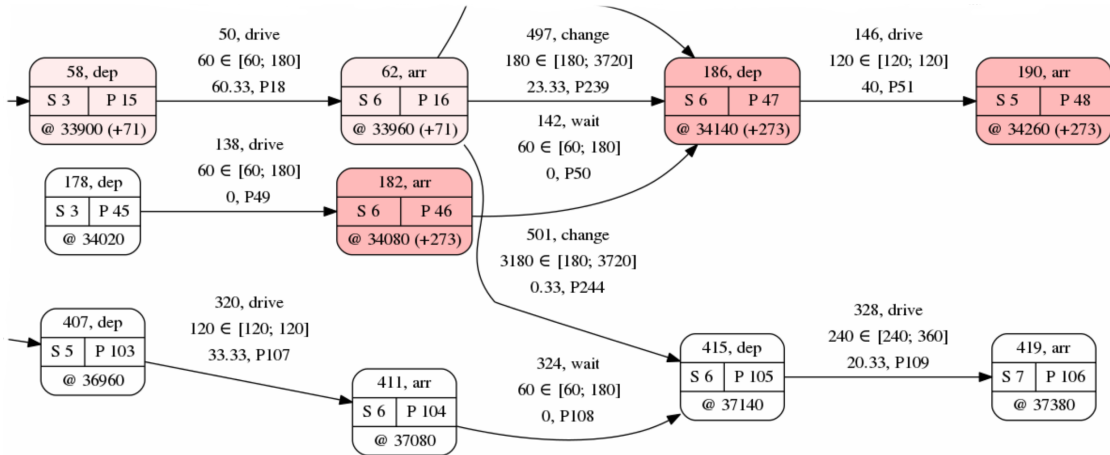 50, drive
60 ∈ [60; 180]
60.33, P18
497, change
180 ∈ [180; 3720]
23.33, P239
146, drive
120 ∈ [120; 120]
40, P51
58, dep
S 3 P 15
@ 33900 (+71)
62, arr
S 6 P 16
@ 33960 (+71)
186, dep
S 6 P 47
@ 34140 (+273)
190, arr
S 5 P 48
@ 34260 (+273)
138, drive
60 ∈ [60; 180]
0, P49
142, wait
60 ∈ [60; 180]
0, P50
178, dep
S 3 P 45
@ 34020
182, arr
S 6 P 46
@ 34080 (+273)
501, change
3180 ∈ [180; 3720]
0.33, P244
320, drive
120 ∈ [120; 120]
33.33, P107
328, drive
240 ∈ [240; 360]
20.33, P109
407, dep
S 5 P 103
@ 36960
324, wait
60 ∈ [60; 180]
0, P108
415, dep
S 6 P 105
@ 37140
419, arr
S 7 P 106
@ 37380
411, arr
S 6 P 104
@ 37080